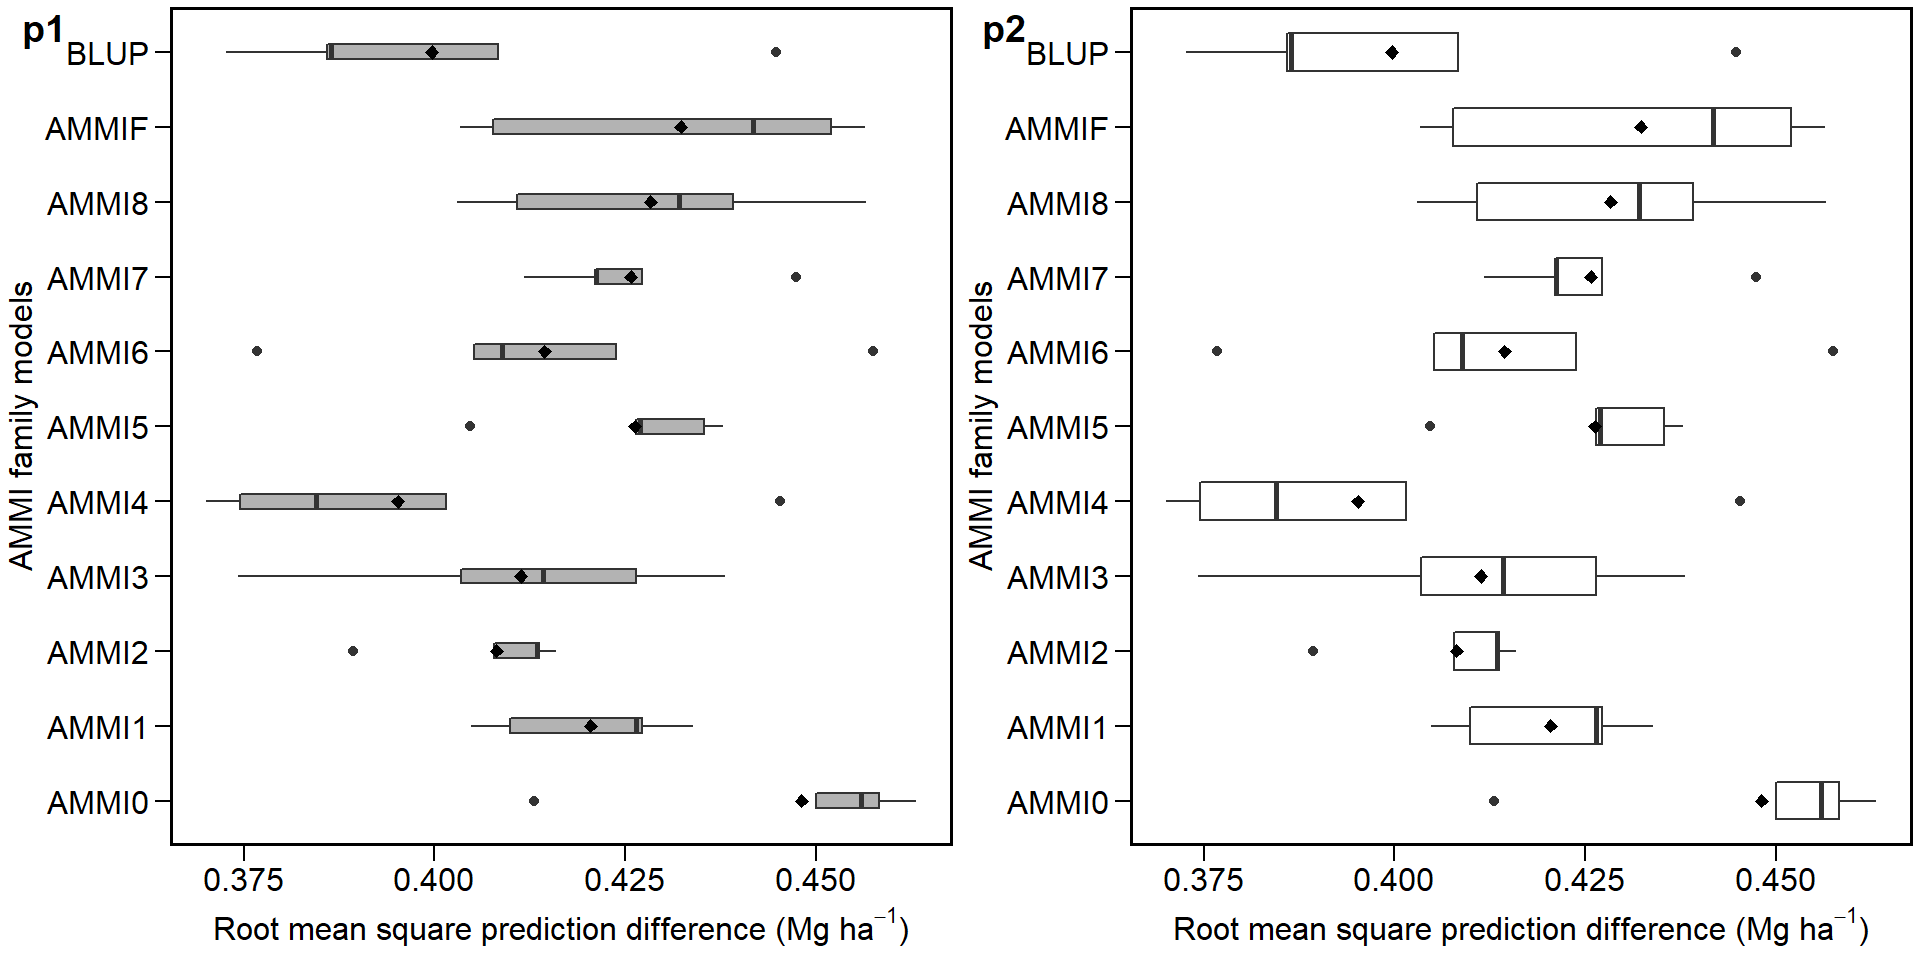 p1
BLUP
AMMIF
AMMI8
AMMI7
AMMI6
AMMI5
AMMI4
AMMI3
AMMI2
AMMI1
AMMI0
AMMI family models
0.375 0.400 0.425 0.450
Root mean square prediction difference (Mg ha⁻¹)
p2
BLUP
AMMIF
AMMI8
AMMI7
AMMI6
AMMI5
AMMI4
AMMI3
AMMI2
AMMI1
AMMI0
AMMI family models
0.375 0.400 0.425 0.450
Root mean square prediction difference (Mg ha⁻¹)